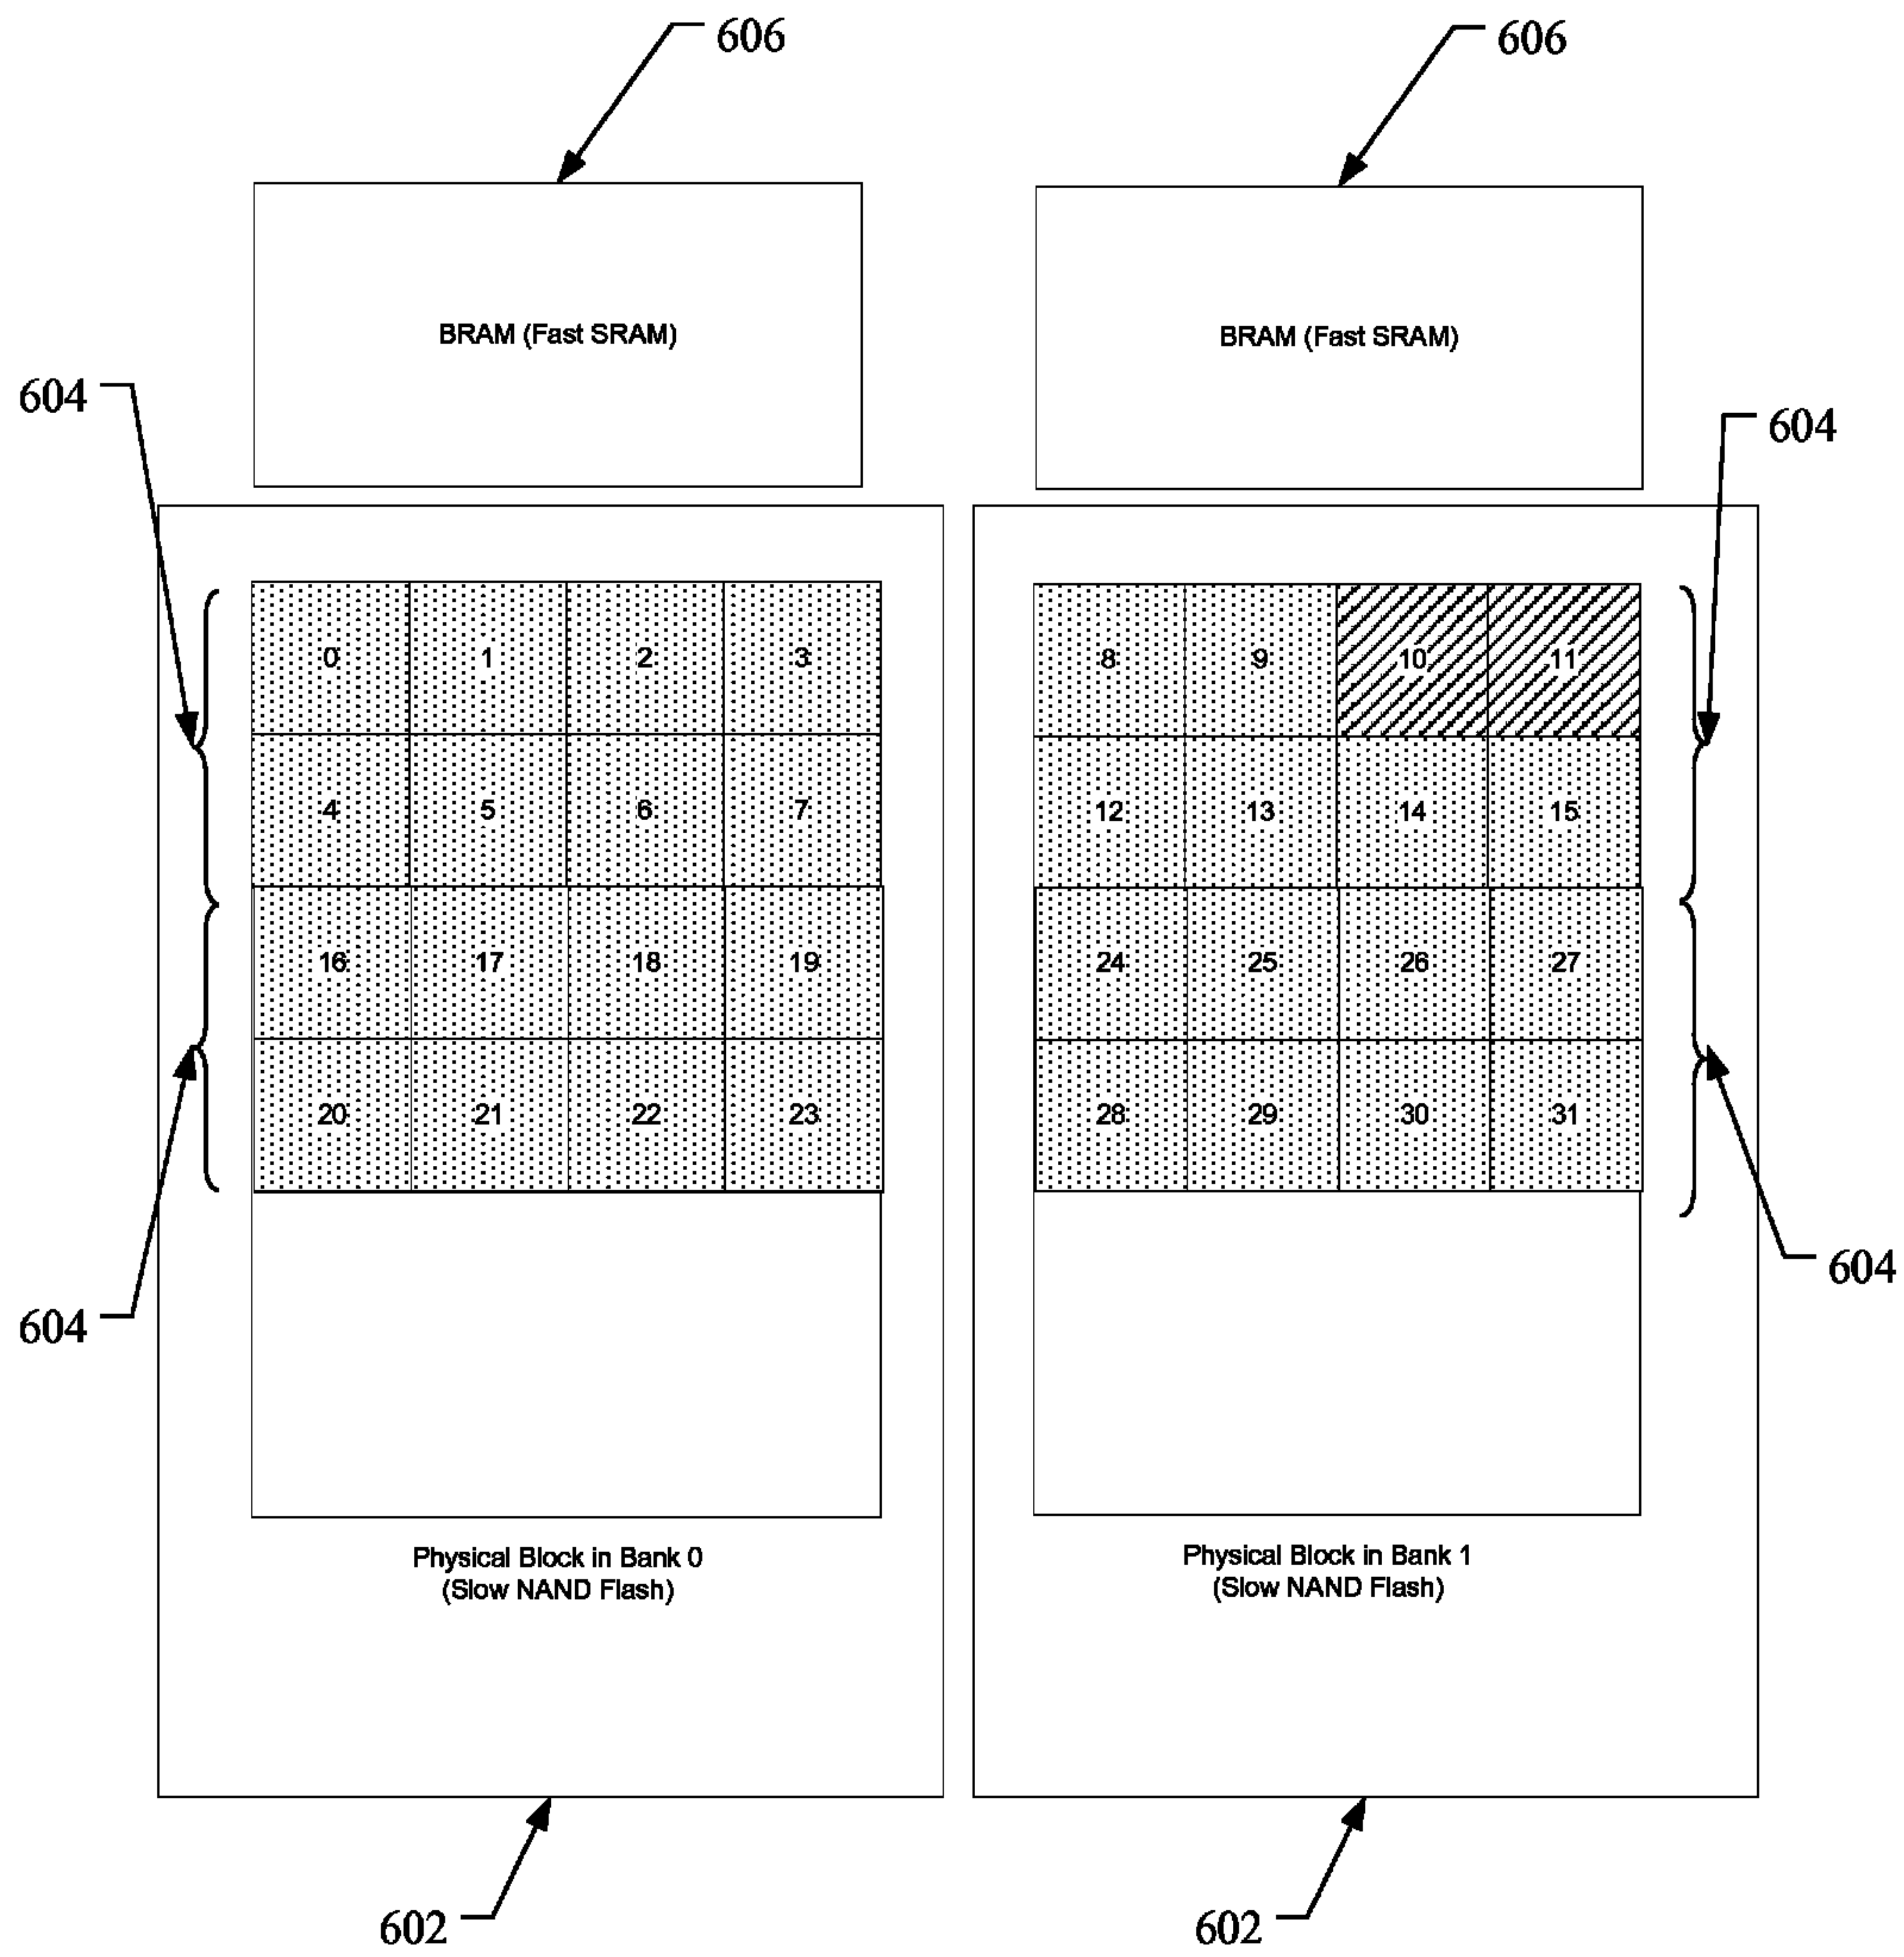 606
606
BRAM (Fast SRAM)
BRAM (Fast SRAM)
604
604
0 1 2 3
8 9 10 11
4 5 6 7
12 13 14 15
16 17 18 19
24 25 26 27
20 21 22 23
28 29 30 31
604
604
Physical Block in Bank 0
(Slow NAND Flash)
Physical Block in Bank 1
(Slow NAND Flash)
602
602